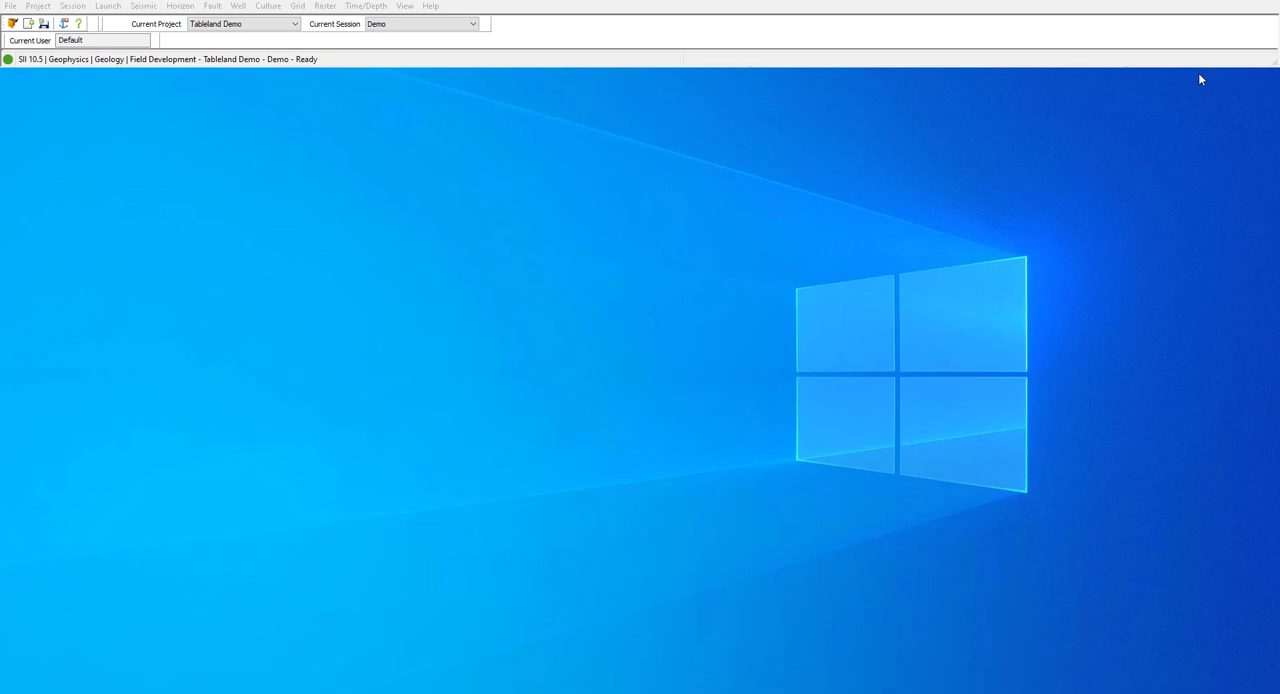 File Project Session Launch Seismic Horizon Fault Well Culture Grid Raster Time/Depth View Help
Current Project Tableland Demo Current Session Demo
Current User Default
SII 10.5 | Geophysics | Geology | Field Development - Tableland Demo - Demo - Ready